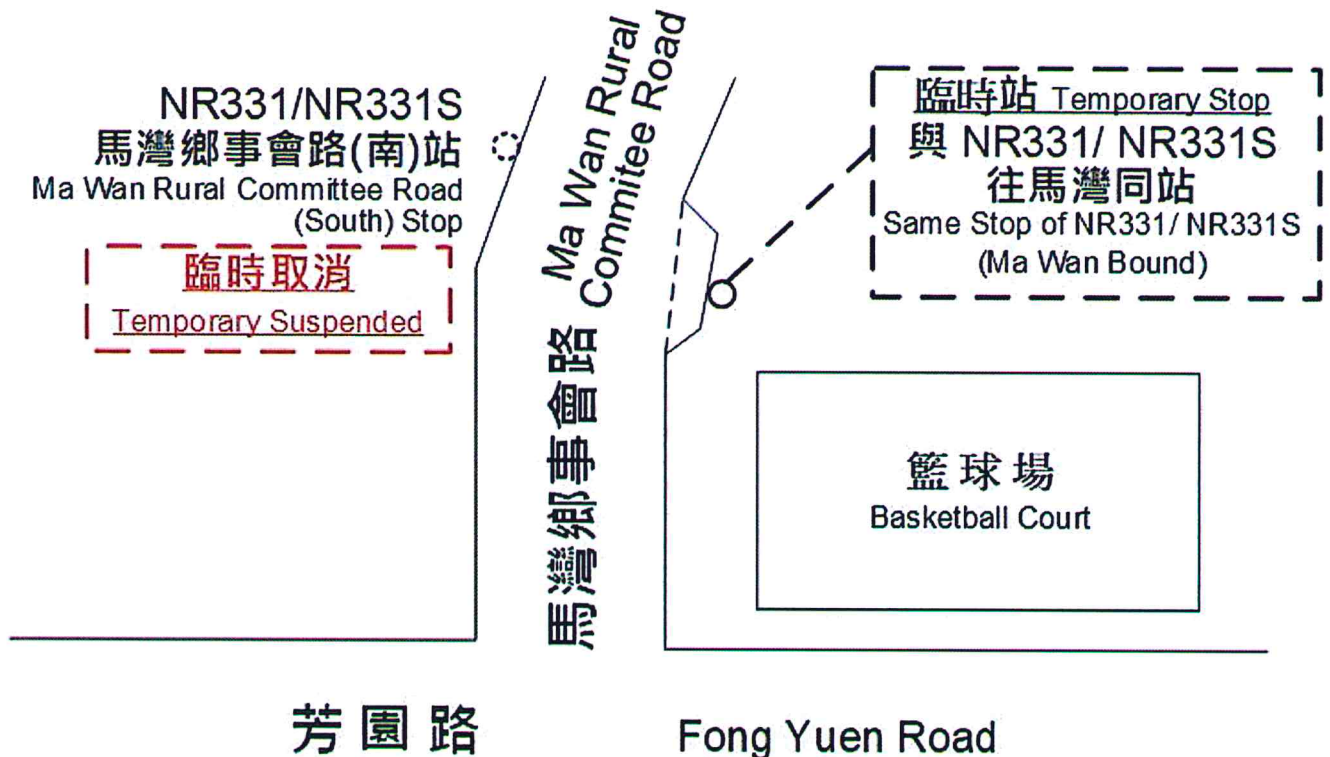 NR331/NR331S
馬灣鄉事會路(南)站
Ma Wan Rural Committee Road
(South) Stop
臨時取消
Temporary Suspended
Ma Wan Rural
Commitee Road
馬灣鄉事會路
臨時站 Temporary Stop
與 NR331/ NR331S
往馬灣同站
Same Stop of NR331/ NR331S
(Ma Wan Bound)
籃球場
Basketball Court
芳園路 Fong Yuen Road